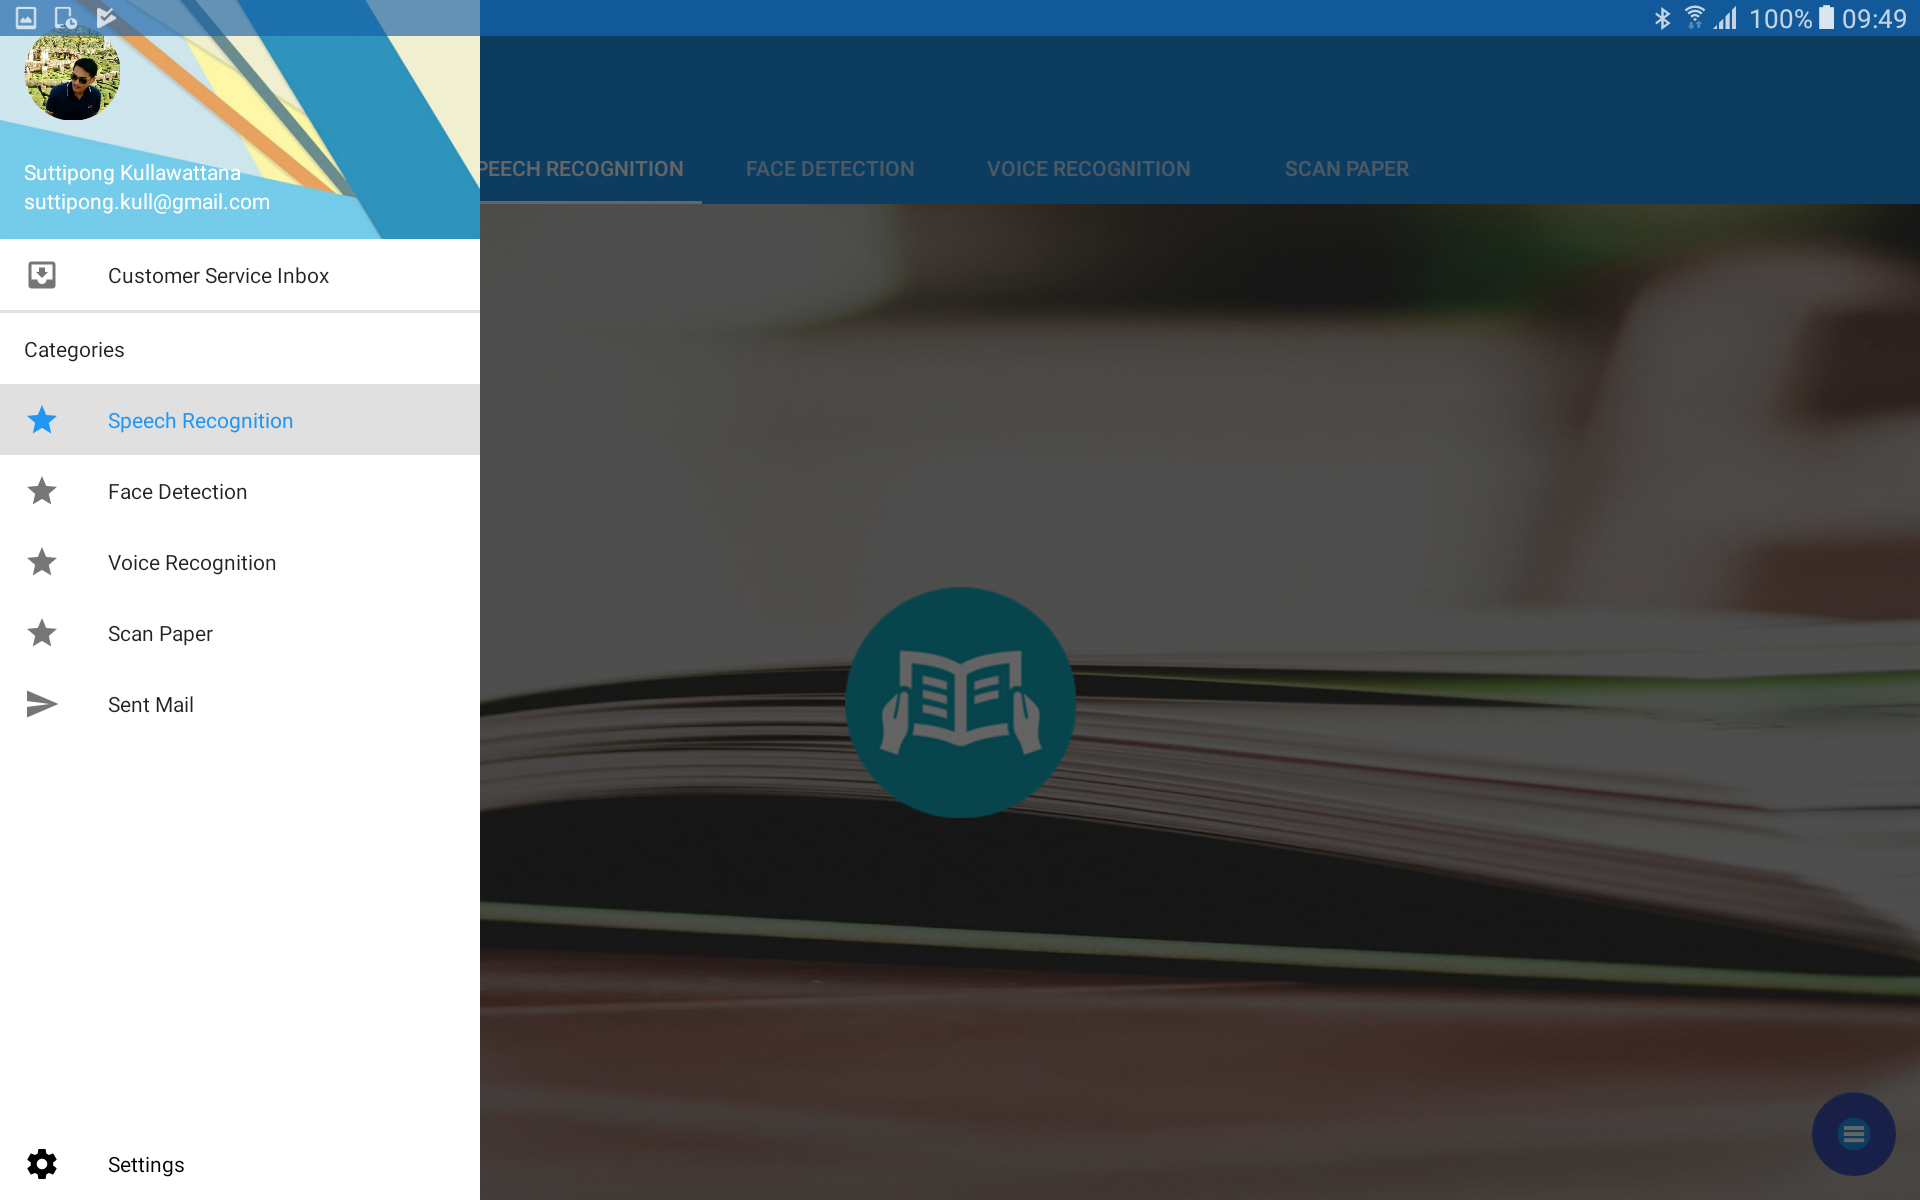 100% 09:49
Suttipong Kullawattana
suttipong.kull@gmail.com
PEECH RECOGNITION FACE DETECTION VOICE RECOGNITION SCAN PAPER
Customer Service Inbox
Categories
Speech Recognition
Face Detection
Voice Recognition
Scan Paper
Sent Mail
Settings